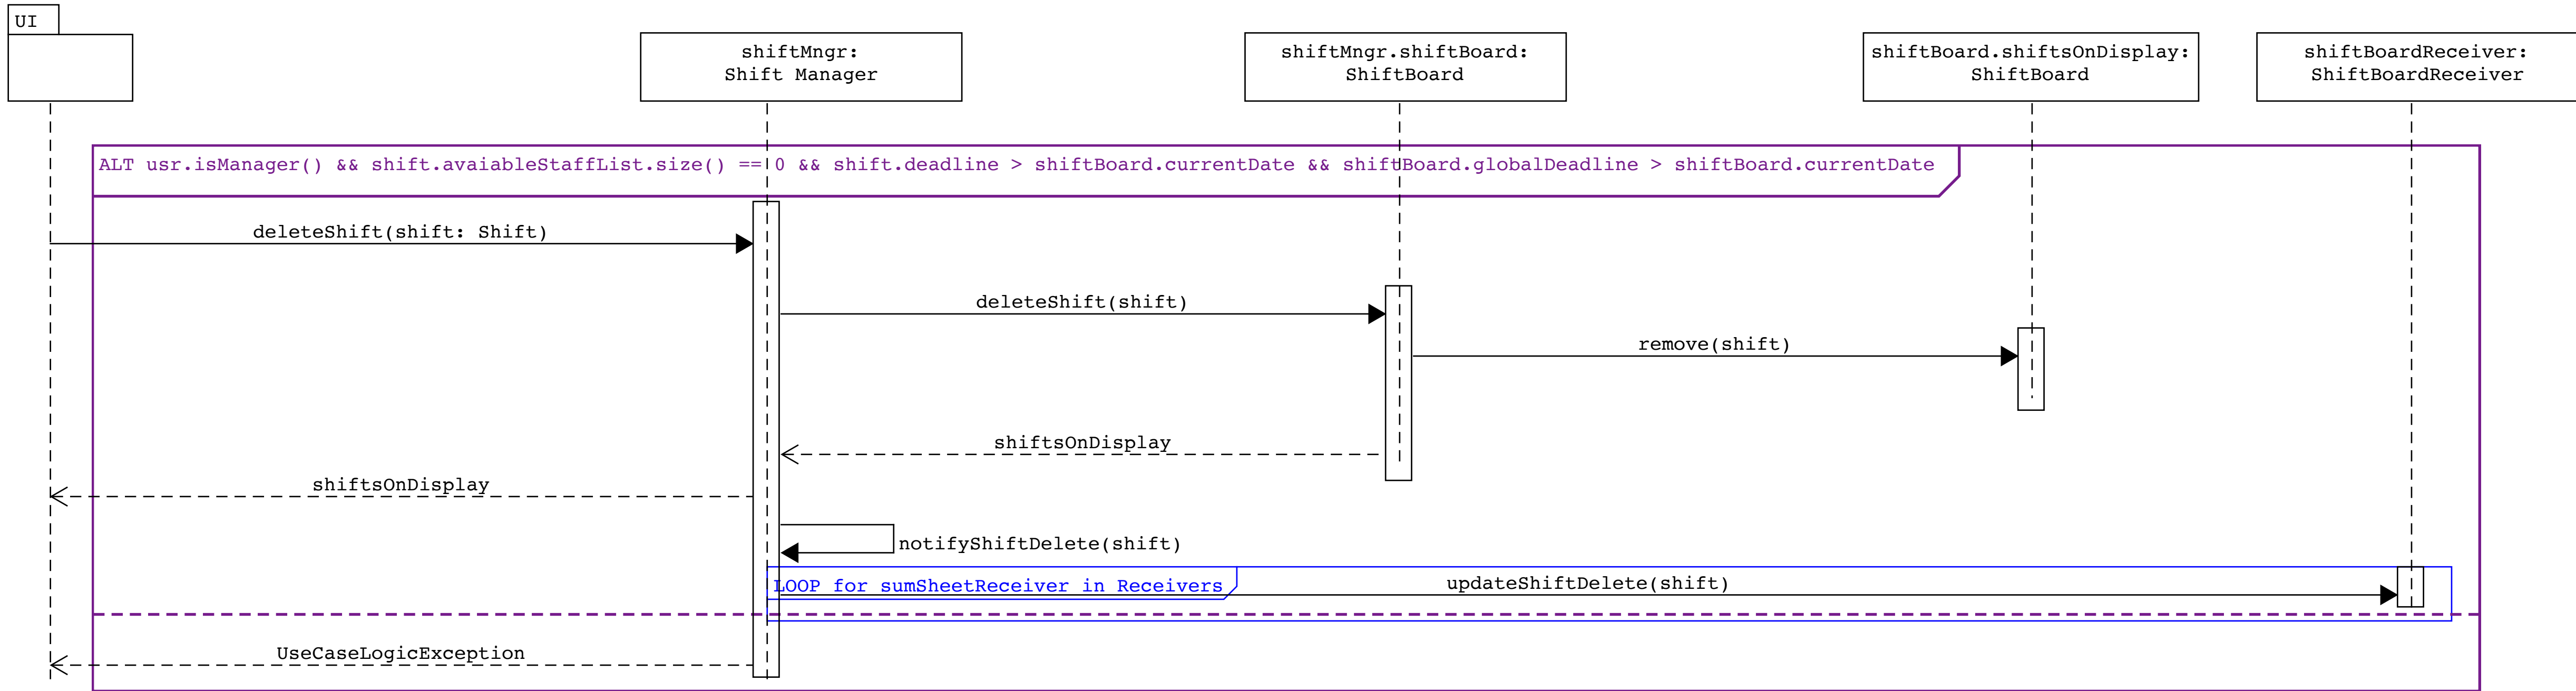 UI
shiftMngr:
Shift Manager
shiftMngr.shiftBoard:
ShiftBoard
shiftBoard.shiftsOnDisplay:
ShiftBoard
shiftBoardReceiver:
ShiftBoardReceiver
ALT usr.isManager() && shift.avaiableStaffList.size() == 0 && shift.deadline > shiftBoard.currentDate && shiftBoard.globalDeadline > shiftBoard.currentDate
deleteShift(shift: Shift)
deleteShift(shift)
remove(shift)
shiftsOnDisplay
shiftsOnDisplay
notifyShiftDelete(shift)
LOOP for sumSheetReceiver in Receivers
updateShiftDelete(shift)
UseCaseLogicException